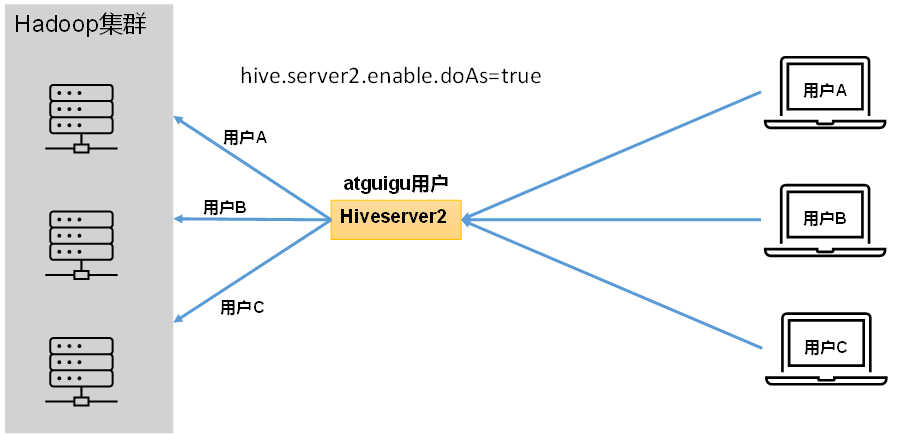 Hadoop集群
hive.server2.enable.doAs=true
用户A
用户A
atguigu用户
用户B
Hiveserver2
用户B
用户C
用户C